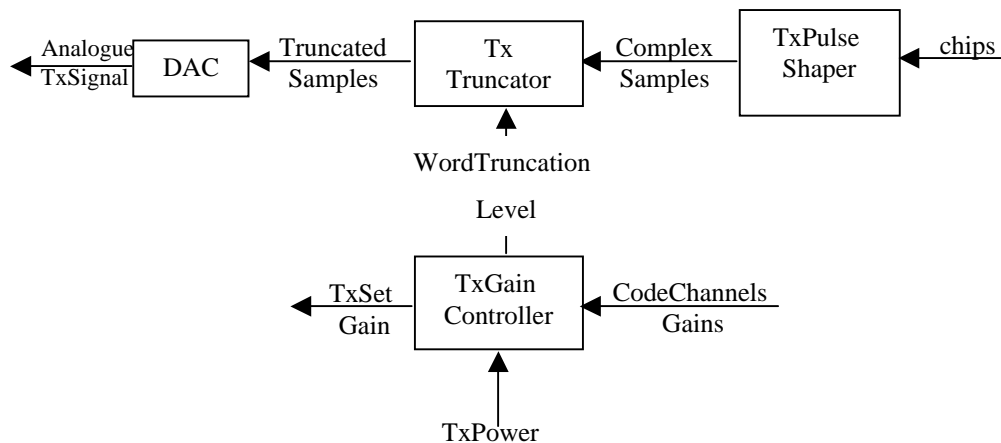 Analogue
TxSignal
DAC
Truncated
Samples
Tx
Truncator
Complex
Samples
TxPulse
Shaper
chips
WordTruncation
Level
TxSet
Gain
TxGain
Controller
CodeChannels
Gains
TxPower